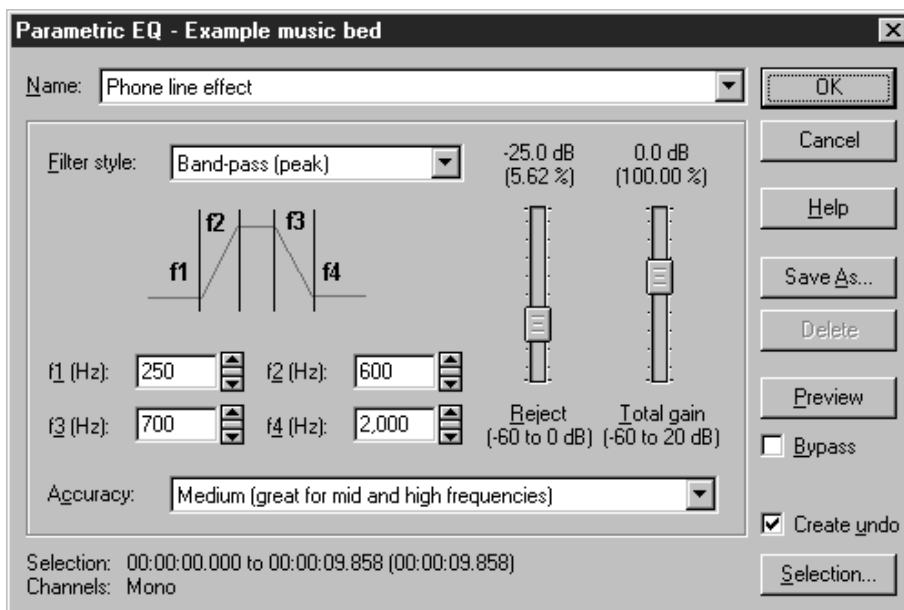 Parametric EQ - Example music bed
Name: Phone line effect
OK
Cancel
Help
Save As...
Delete
Preview
Bypass
Create undo
Selection...
Filter style: Band-pass (peak)
-25.0 dB
(5.62 %)
0.0 dB
(100.00 %)
f2 f3
f1 f4
f1 (Hz): 250 f2 (Hz): 600
f3 (Hz): 700 f4 (Hz): 2,000
Reject
(-60 to 0 dB)
Total gain
(-60 to 20 dB)
Accuracy: Medium (great for mid and high frequencies)
Selection: 00:00:00.000 to 00:00:09.858 (00:00:09.858)
Channels: Mono